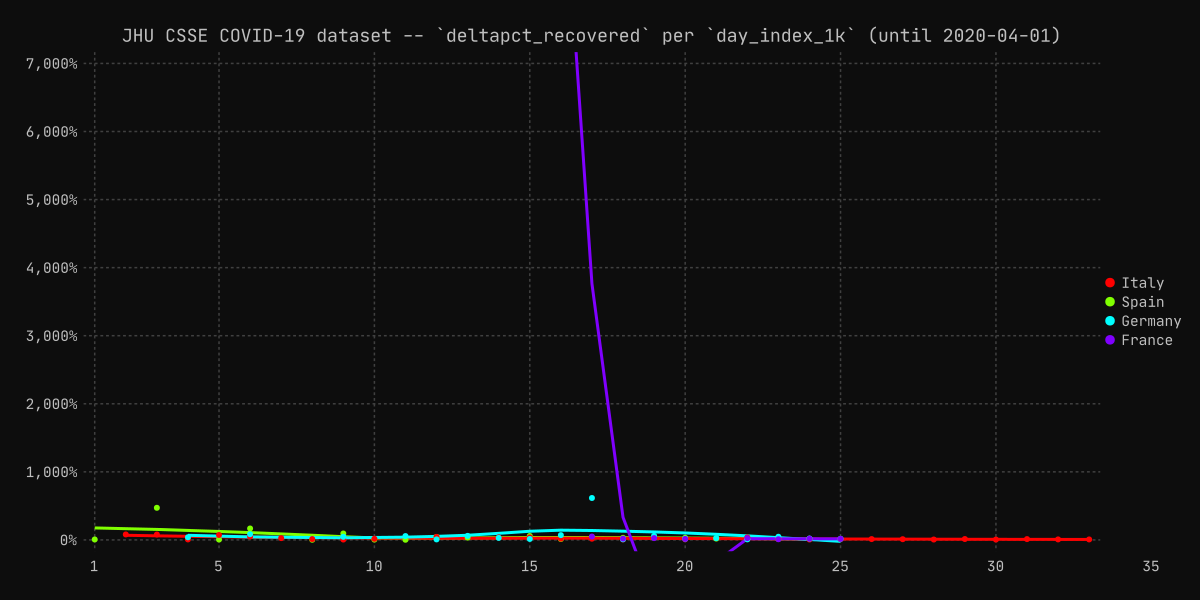 JHU CSSE COVID-19 dataset -- `deltapct_recovered` per `day_index_1k` (until 2020-04-01)
7,000%
6,000%
5,000%
4,000%
3,000%
2,000%
1,000%
0%
1 5 10 15 20 25 30 35
Italy
Spain
Germany
France